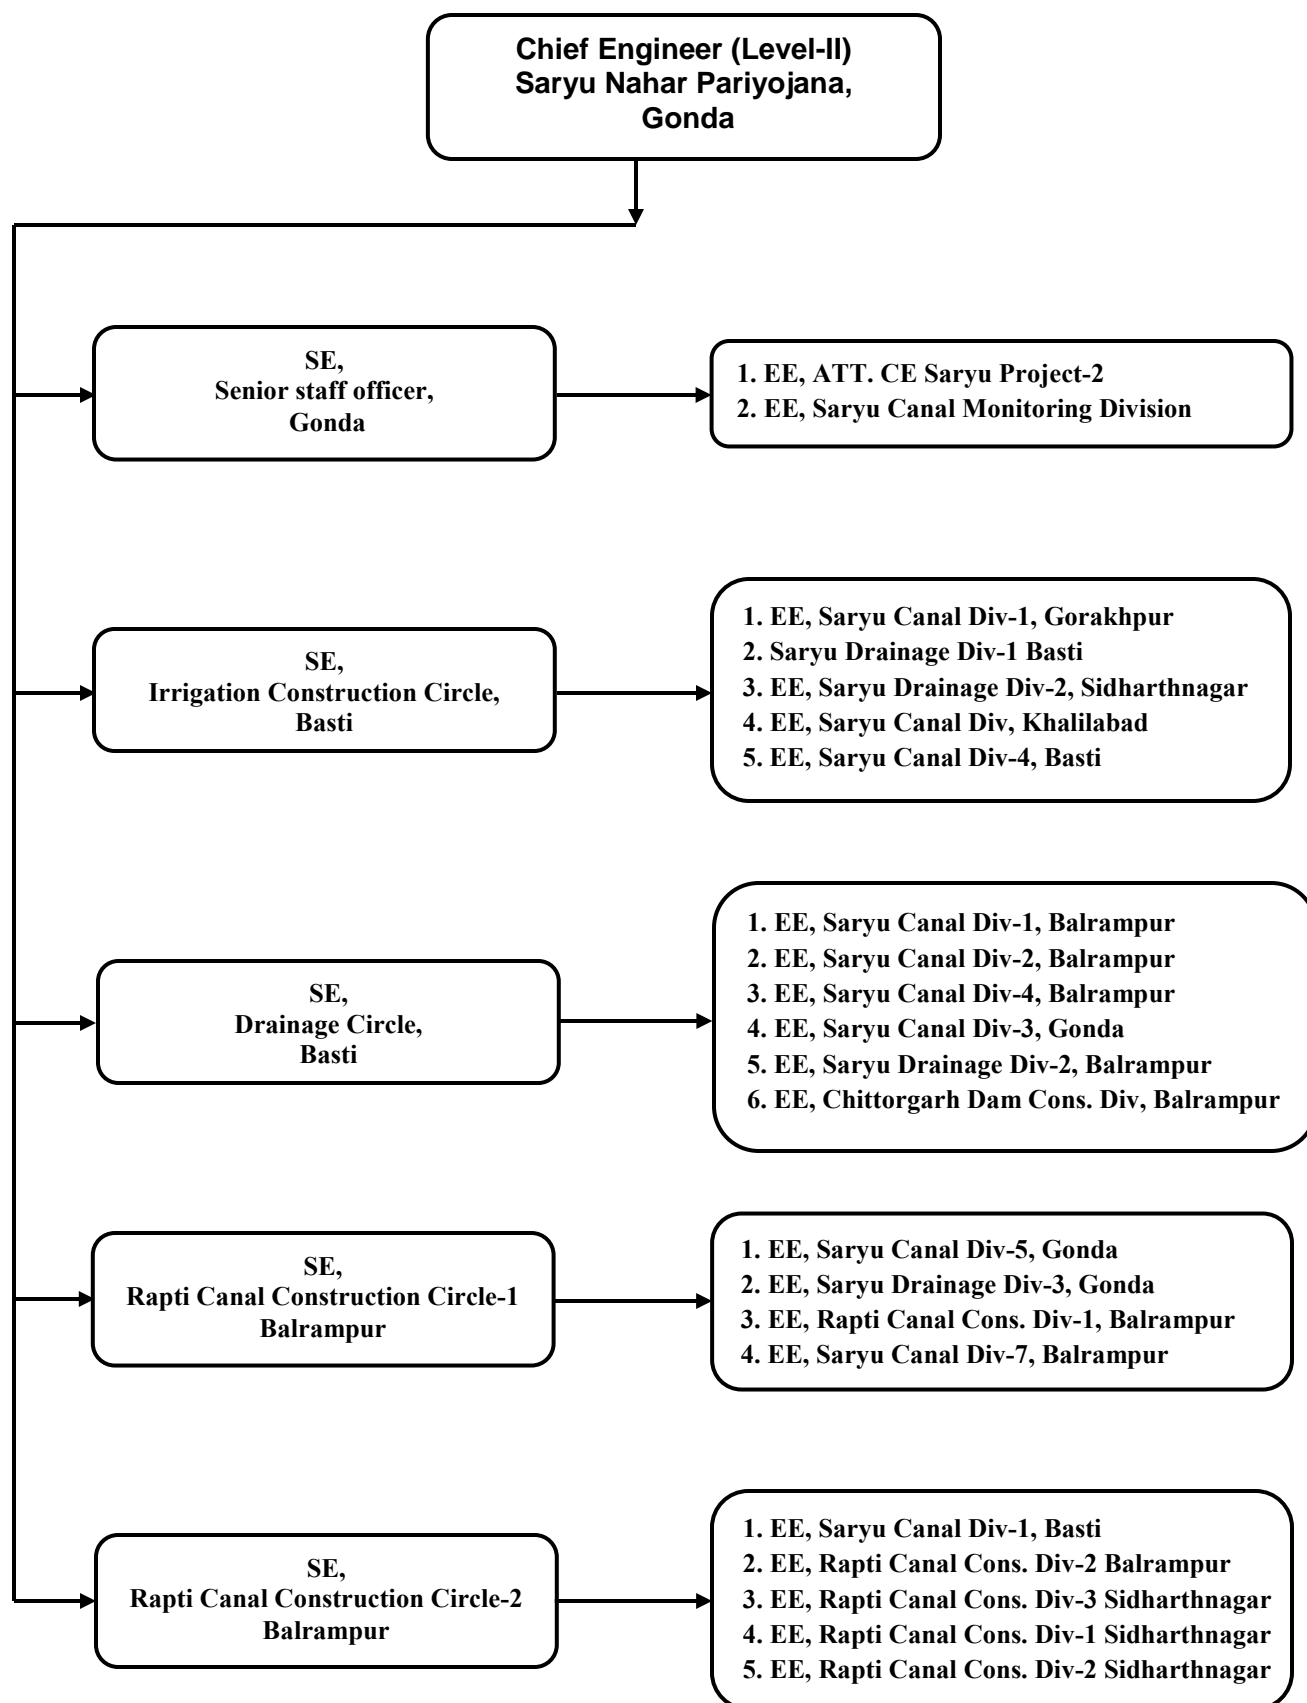 Chief Engineer (Level-II)
Saryu Nahar Pariyojana,
Gonda
SE,
Senior staff officer,
Gonda
1. EE, ATT. CE Saryu Project-2
2. EE, Saryu Canal Monitoring Division
SE,
Irrigation Construction Circle,
Basti
1. EE, Saryu Canal Div-1, Gorakhpur
2. Saryu Drainage Div-1 Basti
3. EE, Saryu Drainage Div-2, Sidharthnagar
4. EE, Saryu Canal Div, Khalilabad
5. EE, Saryu Canal Div-4, Basti
SE,
Drainage Circle,
Basti
1. EE, Saryu Canal Div-1, Balrampur
2. EE, Saryu Canal Div-2, Balrampur
3. EE, Saryu Canal Div-4, Balrampur
4. EE, Saryu Canal Div-3, Gonda
5. EE, Saryu Drainage Div-2, Balrampur
6. EE, Chittorgarh Dam Cons. Div, Balrampur
SE,
Rapti Canal Construction Circle-1
Balrampur
1. EE, Saryu Canal Div-5, Gonda
2. EE, Saryu Drainage Div-3, Gonda
3. EE, Rapti Canal Cons. Div-1, Balrampur
4. EE, Saryu Canal Div-7, Balrampur
SE,
Rapti Canal Construction Circle-2
Balrampur
1. EE, Saryu Canal Div-1, Basti
2. EE, Rapti Canal Cons. Div-2 Balrampur
3. EE, Rapti Canal Cons. Div-3 Sidharthnagar
4. EE, Rapti Canal Cons. Div-1 Sidharthnagar
5. EE, Rapti Canal Cons. Div-2 Sidharthnagar